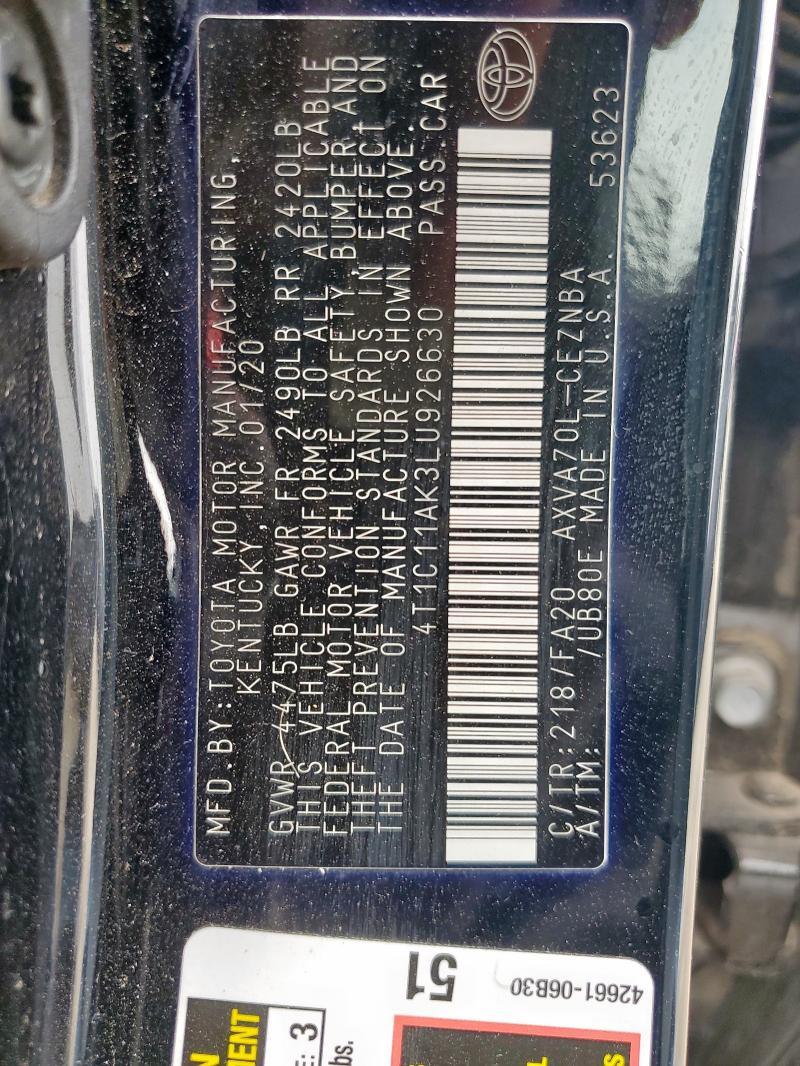 MFD.BY:TOYOTA MOTOR MANUFACTURING,
KENTUCKY,INC.01/20
GVWR 4475LB GAWR FR 2490LB RR 2420LB
THIS VEHICLE CONFORMS TO ALL APPLICABLE
FEDERAL MOTOR VEHICLE SAFETY, BUMPER,AND
THEFT PREVENTION STANDARDS IN EFFECT ON
THE DATE OF MANUFACTURE SHOWN ABOVE.
4T1C11AK3LU926630 PASS.CAR
C/TR:218/FA20 AXVA70L-CEZNBA
A/TM: /UB80E MADE IN U.S.A. 53623
51
42661-06B30
3
lbs.